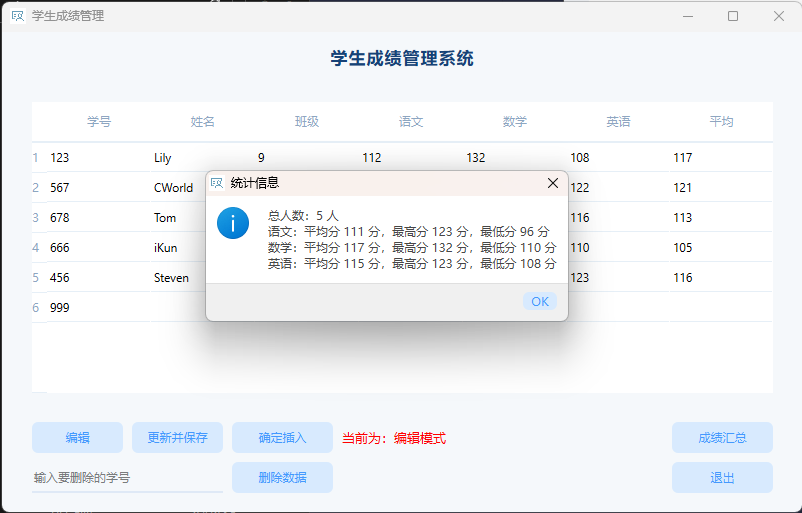 学生成绩管理
学生成绩管理系统
学号 姓名 班级 语文 数学 英语 平均
1 123 Lily 9 112 132 108 117
2 567 CWorld 122 121
3 678 Tom 116 113
4 666 iKun 110 105
5 456 Steven 123 116
6 999
统计信息
总人数：5 人
语文：平均分 111 分，最高分 123 分，最低分 96 分
数学：平均分 117 分，最高分 132 分，最低分 110 分
英语：平均分 115 分，最高分 123 分，最低分 108 分
OK
编辑 更新并保存 确定插入 当前为：编辑模式 成绩汇总
输入要删除的学号 删除数据 退出